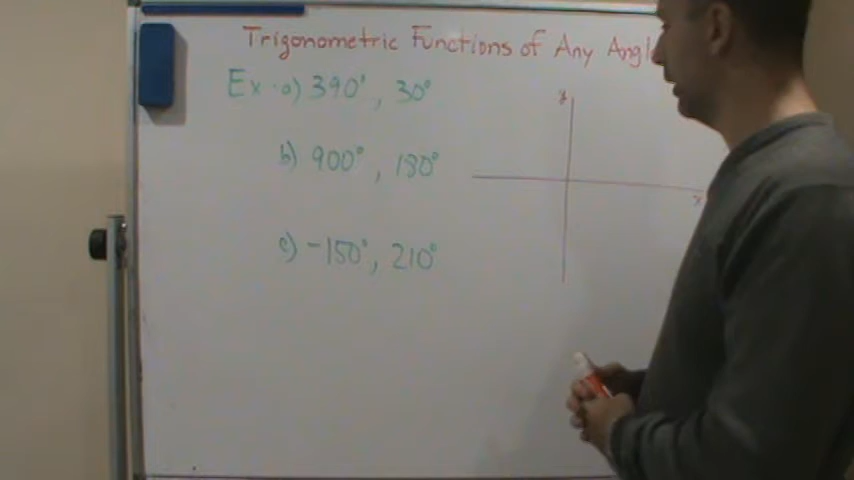 Trigonometric Functions of Any Angl
Ex. a) 390°, 30°
y
b) 900°, 180°
x
c) -150°, 210°